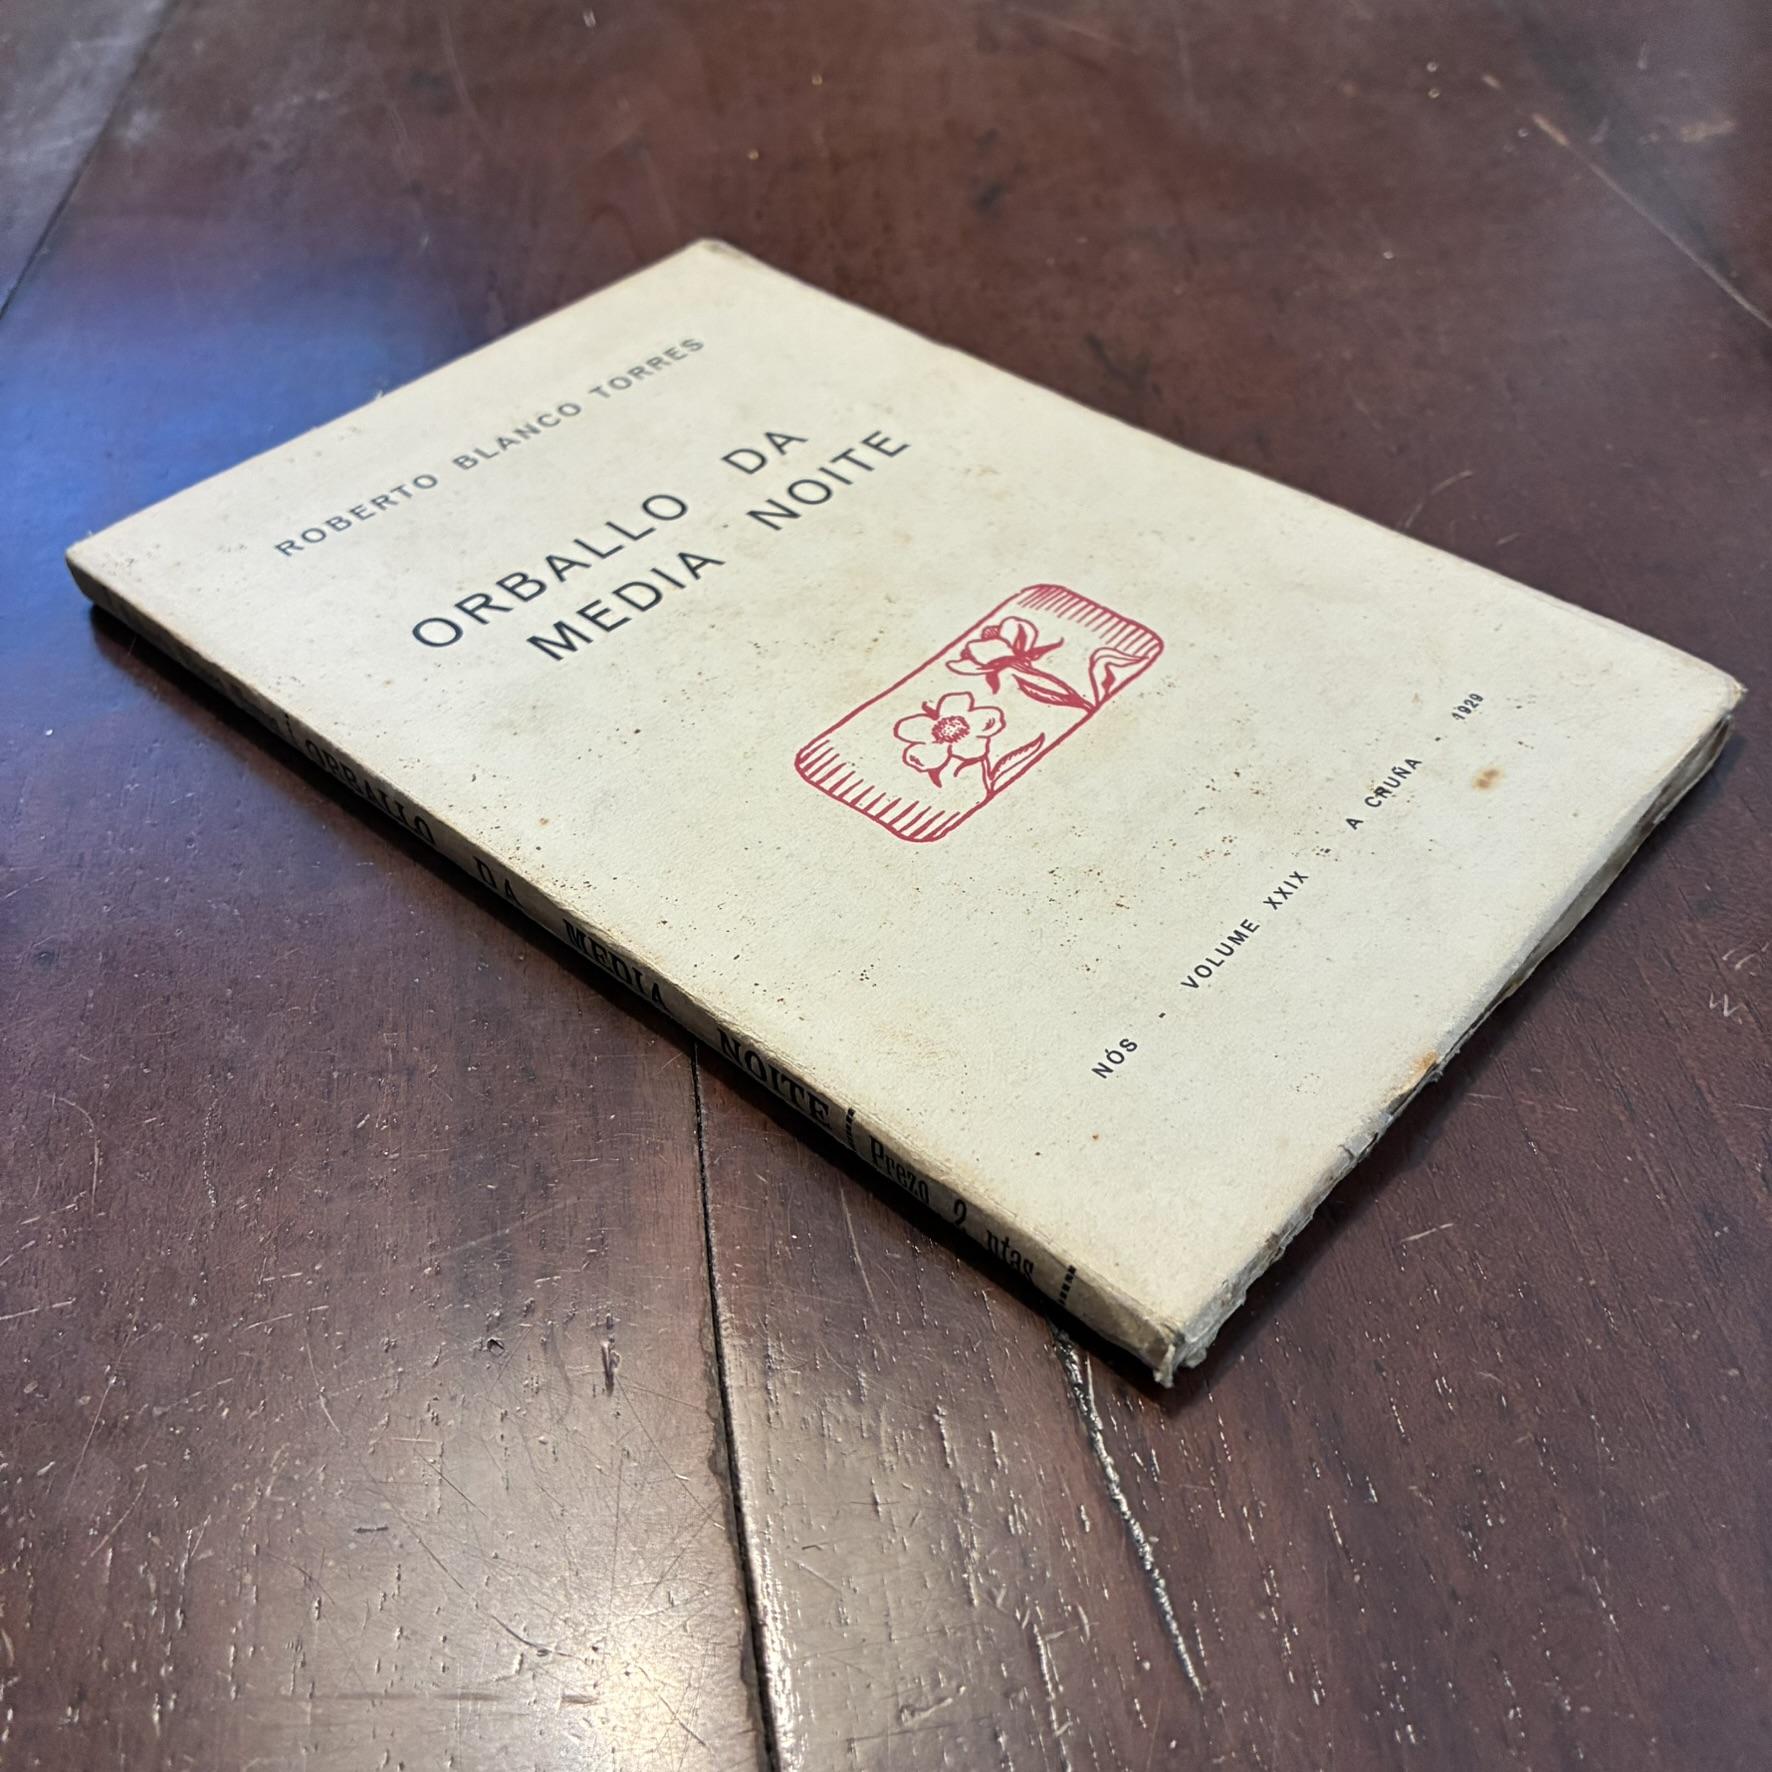 ROBERTO BLANCO TORRES
ORBALLO DA
MEDIA NOITE
NÓS - VOLUME XXIX - A CRUÑA - 1929
ORBALLO DA MEDIA NOITE
Prezo 2 ptas